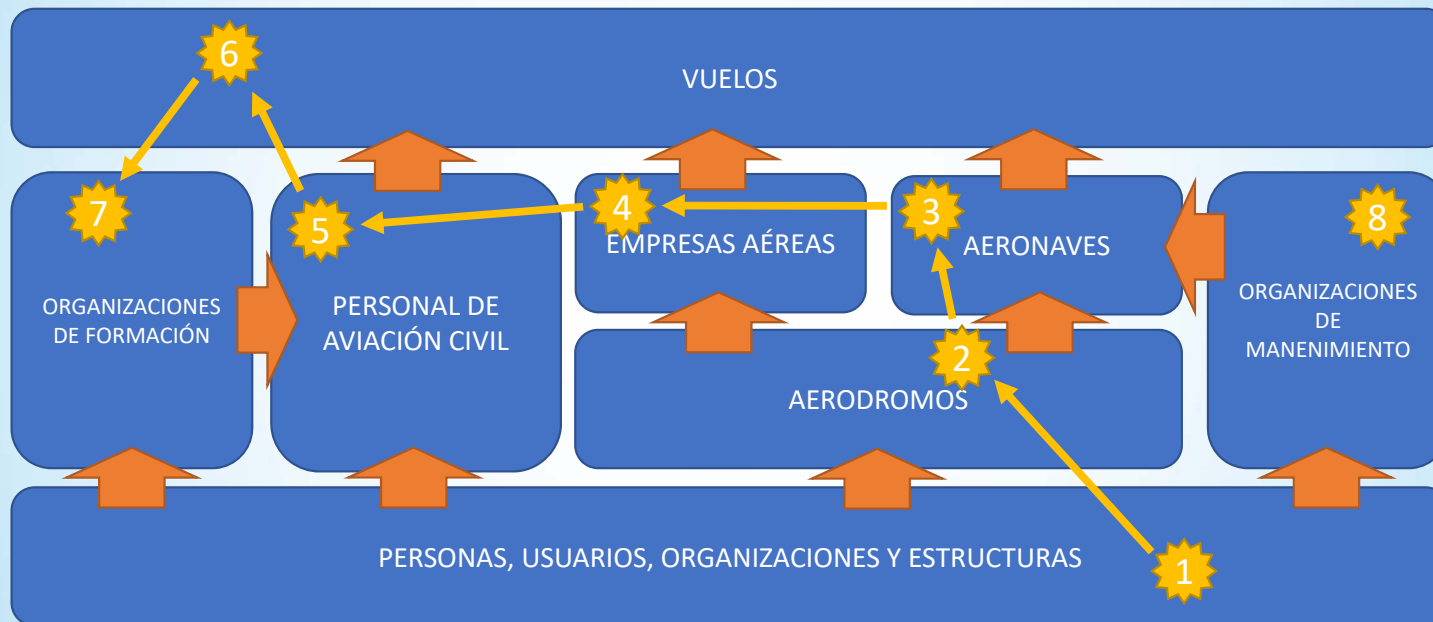 6
VUELOS
7
ORGANIZACIONES
DE FORMACIÓN
5
PERSONAL DE
AVIACIÓN CIVIL
4
EMPRESAS AÉREAS
3
AERONAVES
8
ORGANIZACIONES
DE
MANENIMIENTO
2
AERODROMOS
PERSONAS, USUARIOS, ORGANIZACIONES Y ESTRUCTURAS
1